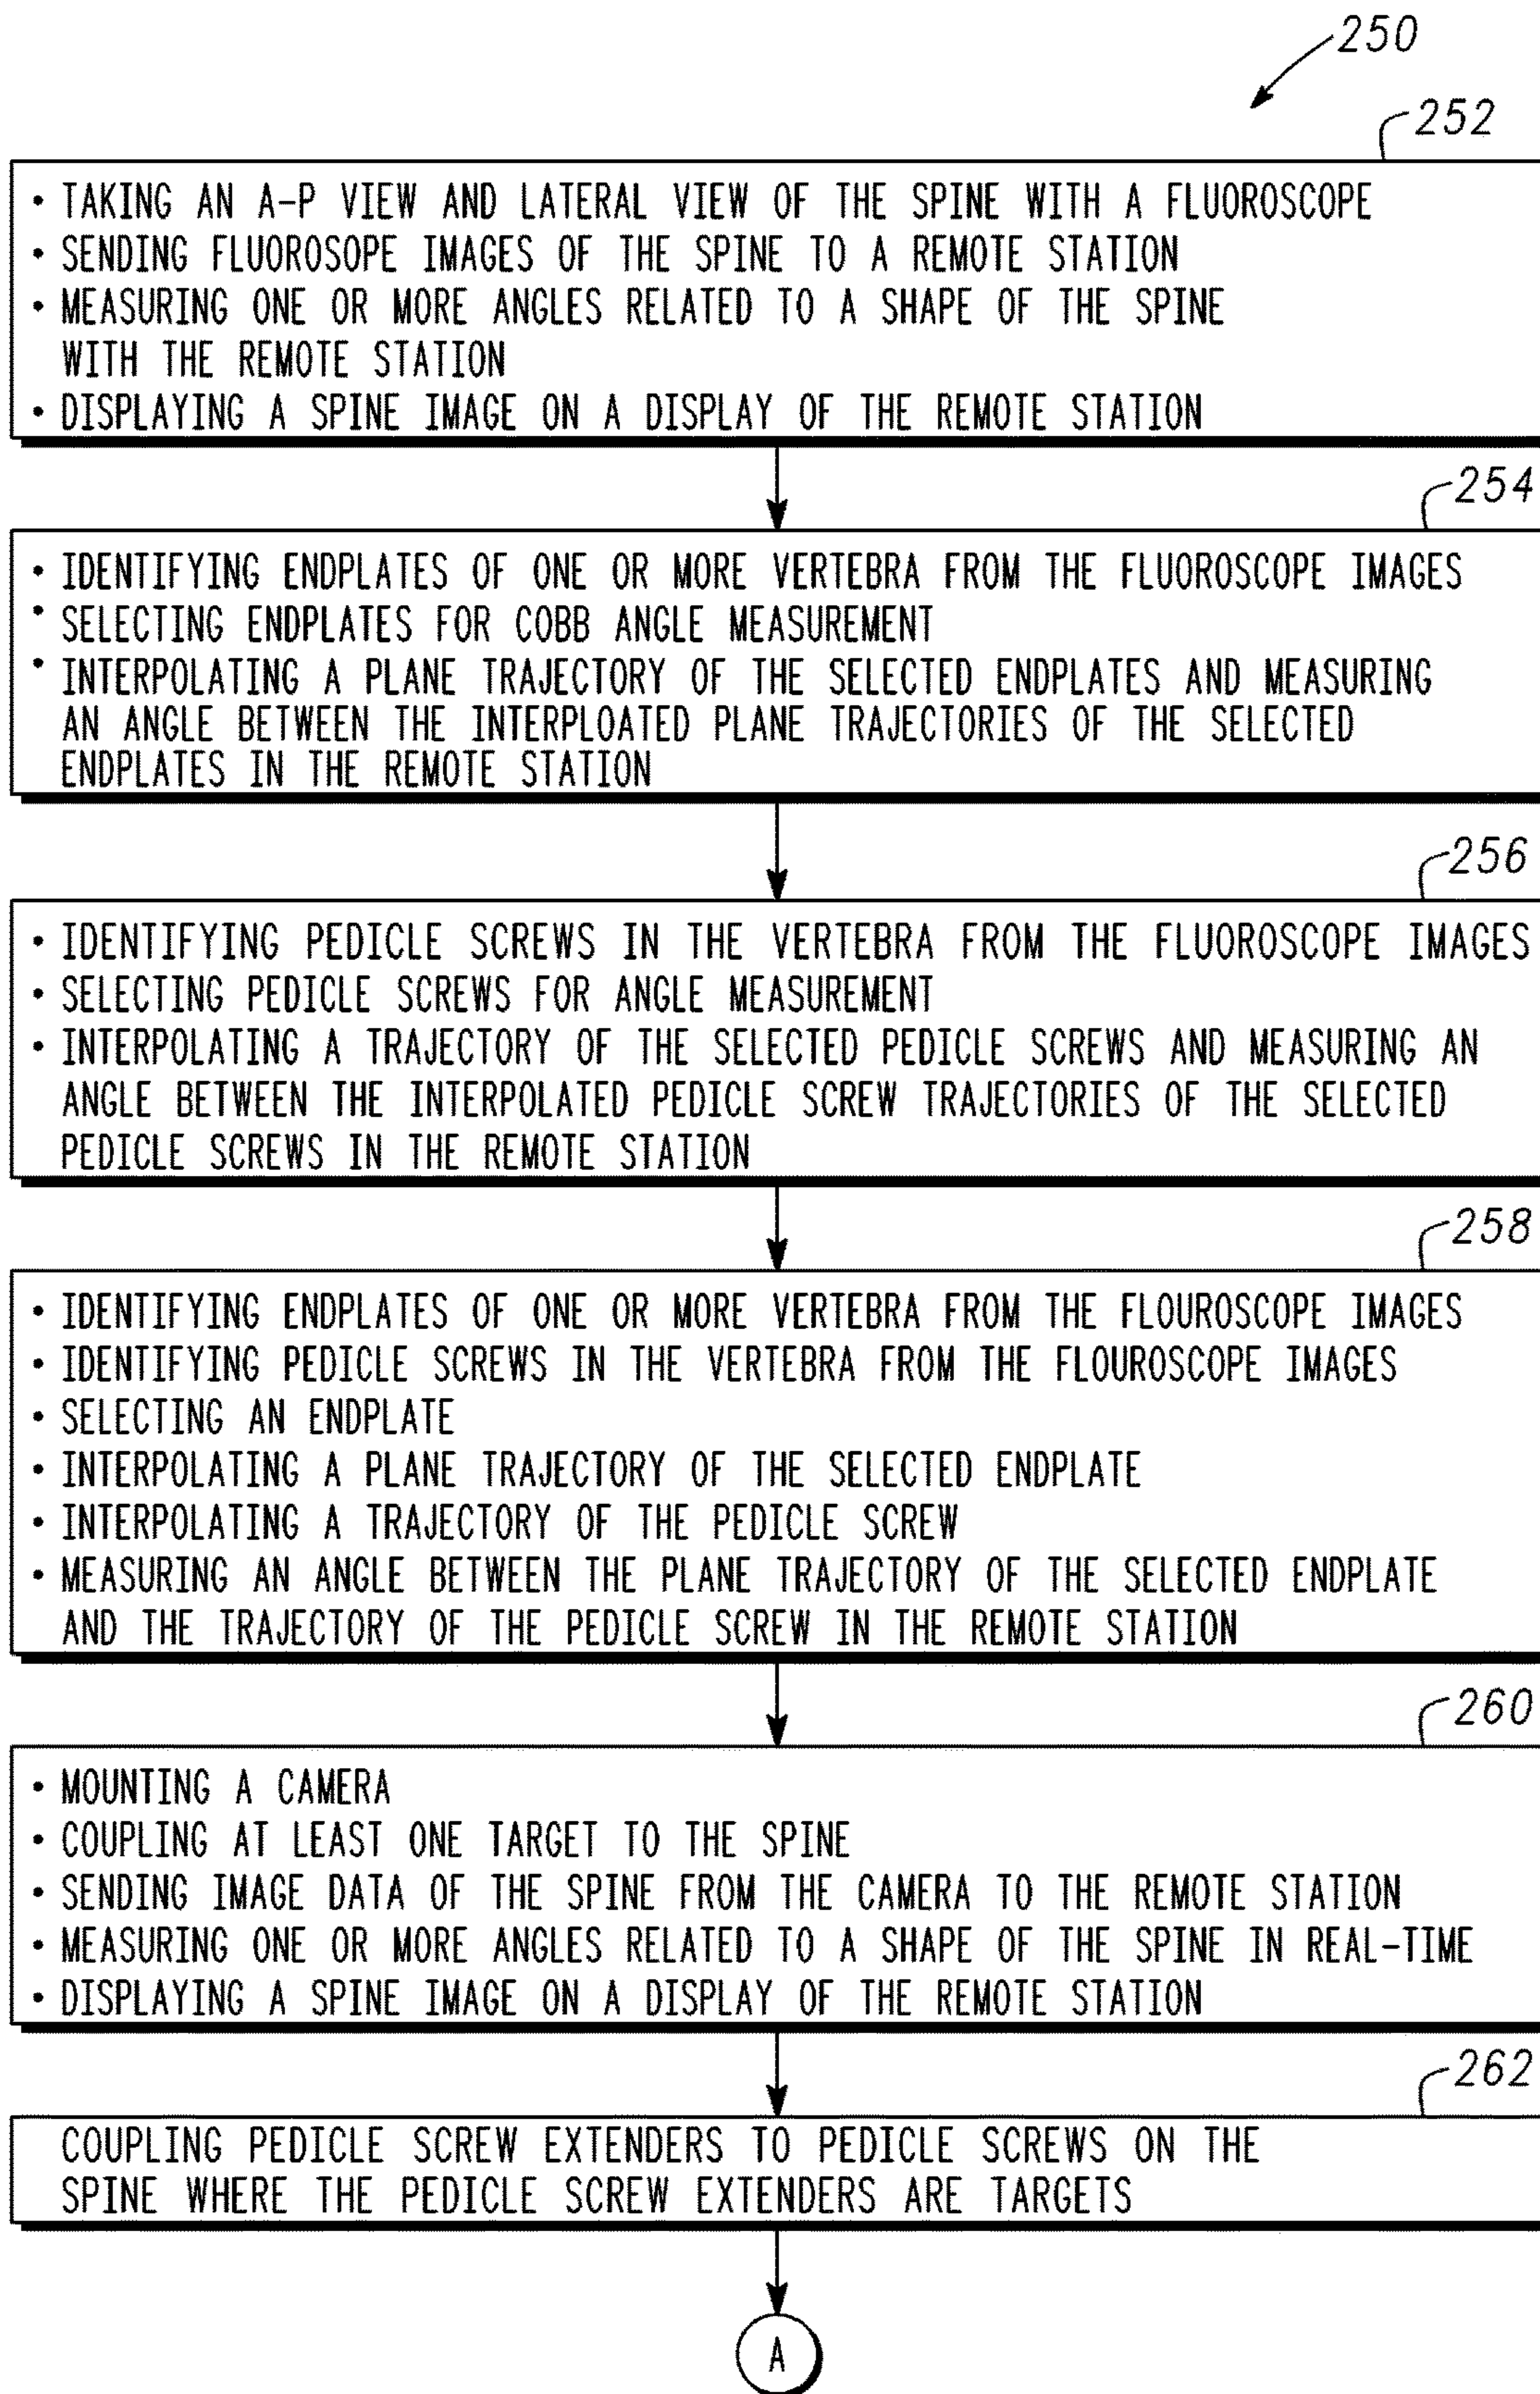 250
252
• TAKING AN A-P VIEW AND LATERAL VIEW OF THE SPINE WITH A FLUOROSCOPE
• SENDING FLUOROSOPE IMAGES OF THE SPINE TO A REMOTE STATION
• MEASURING ONE OR MORE ANGLES RELATED TO A SHAPE OF THE SPINE
WITH THE REMOTE STATION
• DISPLAYING A SPINE IMAGE ON A DISPLAY OF THE REMOTE STATION
254
• IDENTIFYING ENDPLATES OF ONE OR MORE VERTEBRA FROM THE FLUOROSCOPE IMAGES
• SELECTING ENDPLATES FOR COBB ANGLE MEASUREMENT
• INTERPOLATING A PLANE TRAJECTORY OF THE SELECTED ENDPLATES AND MEASURING
AN ANGLE BETWEEN THE INTERPLOATED PLANE TRAJECTORIES OF THE SELECTED
ENDPLATES IN THE REMOTE STATION
256
• IDENTIFYING PEDICLE SCREWS IN THE VERTEBRA FROM THE FLUOROSCOPE IMAGES
• SELECTING PEDICLE SCREWS FOR ANGLE MEASUREMENT
• INTERPOLATING A TRAJECTORY OF THE SELECTED PEDICLE SCREWS AND MEASURING AN
ANGLE BETWEEN THE INTERPOLATED PEDICLE SCREW TRAJECTORIES OF THE SELECTED
PEDICLE SCREWS IN THE REMOTE STATION
258
• IDENTIFYING ENDPLATES OF ONE OR MORE VERTEBRA FROM THE FLOUROSCOPE IMAGES
• IDENTIFYING PEDICLE SCREWS IN THE VERTEBRA FROM THE FLOUROSCOPE IMAGES
• SELECTING AN ENDPLATE
• INTERPOLATING A PLANE TRAJECTORY OF THE SELECTED ENDPLATE
• INTERPOLATING A TRAJECTORY OF THE PEDICLE SCREW
• MEASURING AN ANGLE BETWEEN THE PLANE TRAJECTORY OF THE SELECTED ENDPLATE
AND THE TRAJECTORY OF THE PEDICLE SCREW IN THE REMOTE STATION
260
• MOUNTING A CAMERA
• COUPLING AT LEAST ONE TARGET TO THE SPINE
• SENDING IMAGE DATA OF THE SPINE FROM THE CAMERA TO THE REMOTE STATION
• MEASURING ONE OR MORE ANGLES RELATED TO A SHAPE OF THE SPINE IN REAL-TIME
• DISPLAYING A SPINE IMAGE ON A DISPLAY OF THE REMOTE STATION
262
COUPLING PEDICLE SCREW EXTENDERS TO PEDICLE SCREWS ON THE
SPINE WHERE THE PEDICLE SCREW EXTENDERS ARE TARGETS
A